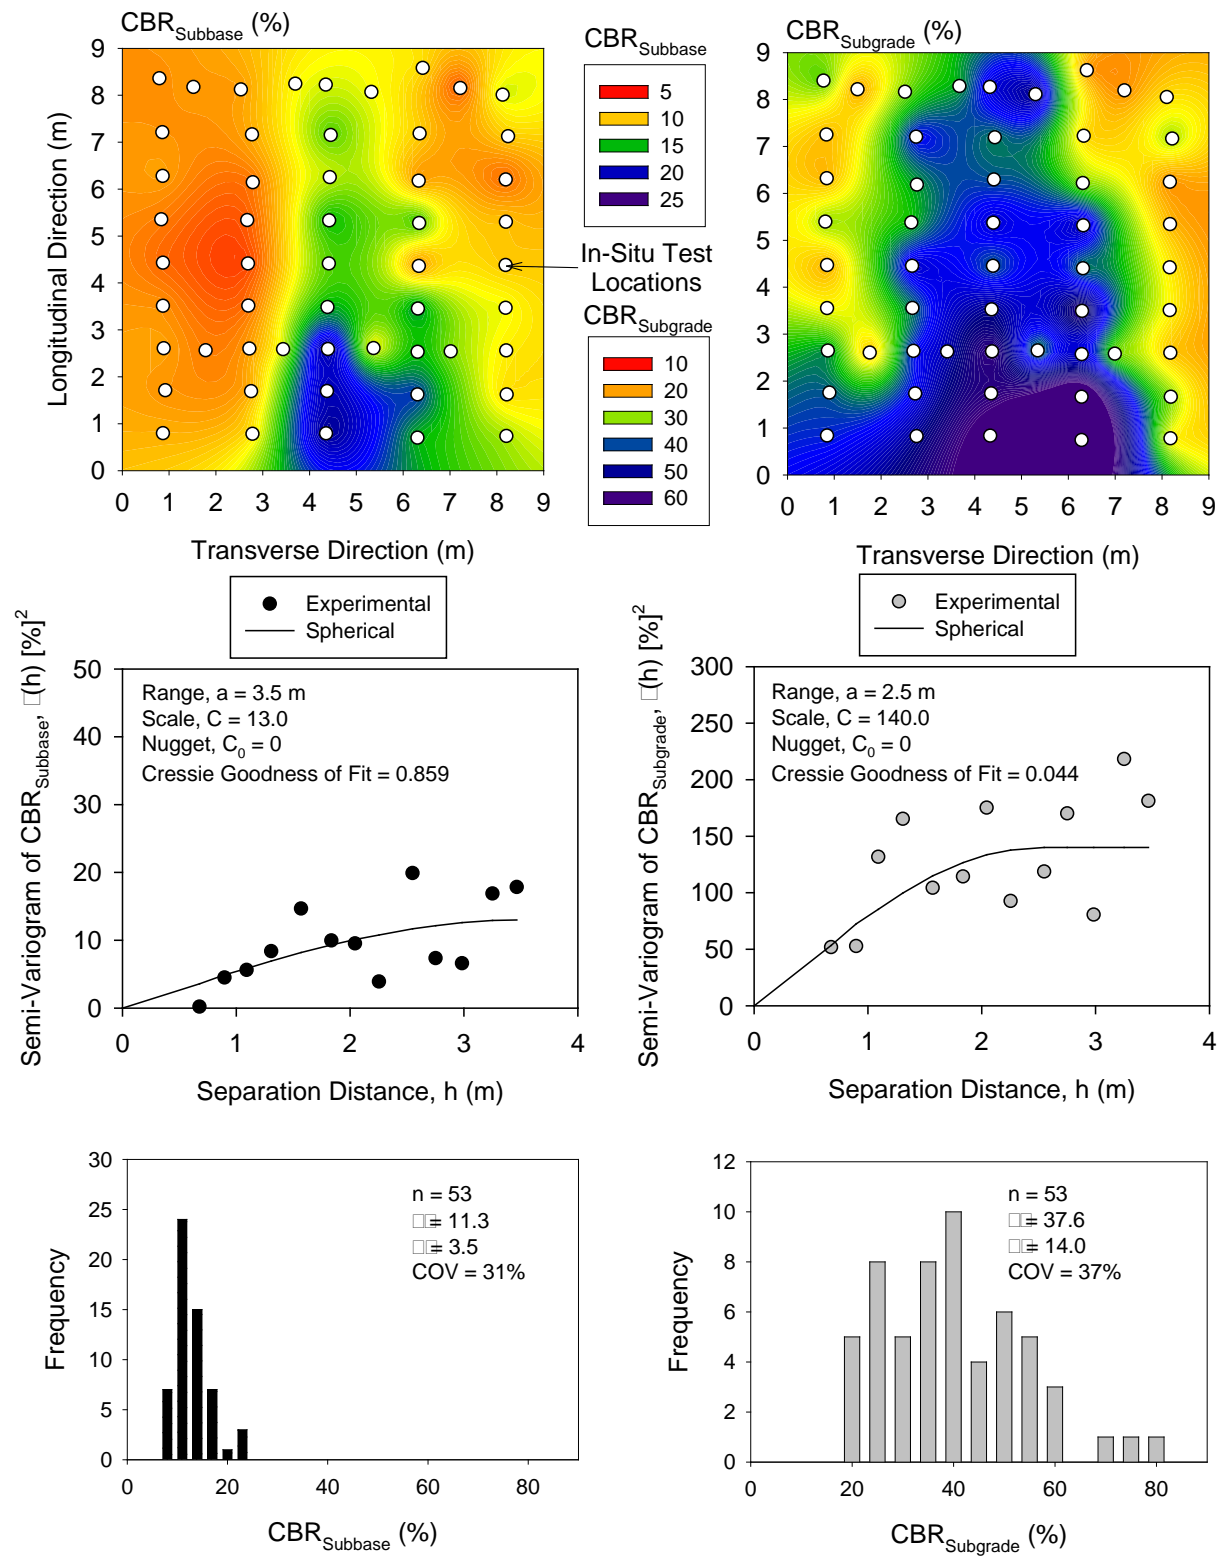 CBR_Subbase (%)
9
8
7
6
5
4
3
2
1
0
Longitudinal Direction (m)
0 1 2 3 4 5 6 7 8 9
Transverse Direction (m)
CBR_Subbase
5
10
15
20
25
In-Situ Test
Locations
CBR_Subgrade
10
20
30
40
50
60
CBR_Subgrade (%)
9
8
7
6
5
4
3
2
1
0
0 1 2 3 4 5 6 7 8 9
Transverse Direction (m)
Experimental
Spherical
Semi-Variogram of CBR_Subbase, □(h) [%]²
50
40
30
20
10
0
Range, a = 3.5 m
Scale, C = 13.0
Nugget, C₀ = 0
Cressie Goodness of Fit = 0.859
0 1 2 3 4
Separation Distance, h (m)
Experimental
Spherical
Semi-Variogram of CBR_Subgrade, □(h) [%]²
300
250
200
150
100
50
0
Range, a = 2.5 m
Scale, C = 140.0
Nugget, C₀ = 0
Cressie Goodness of Fit = 0.044
0 1 2 3 4
Separation Distance, h (m)
Frequency
30
25
20
15
10
5
0
n = 53
□□= 11.3
□□= 3.5
COV = 31%
0 20 40 60 80
CBR_Subbase (%)
Frequency
12
10
8
6
4
2
0
n = 53
□□= 37.6
□□= 14.0
COV = 37%
0 20 40 60 80
CBR_Subgrade (%)